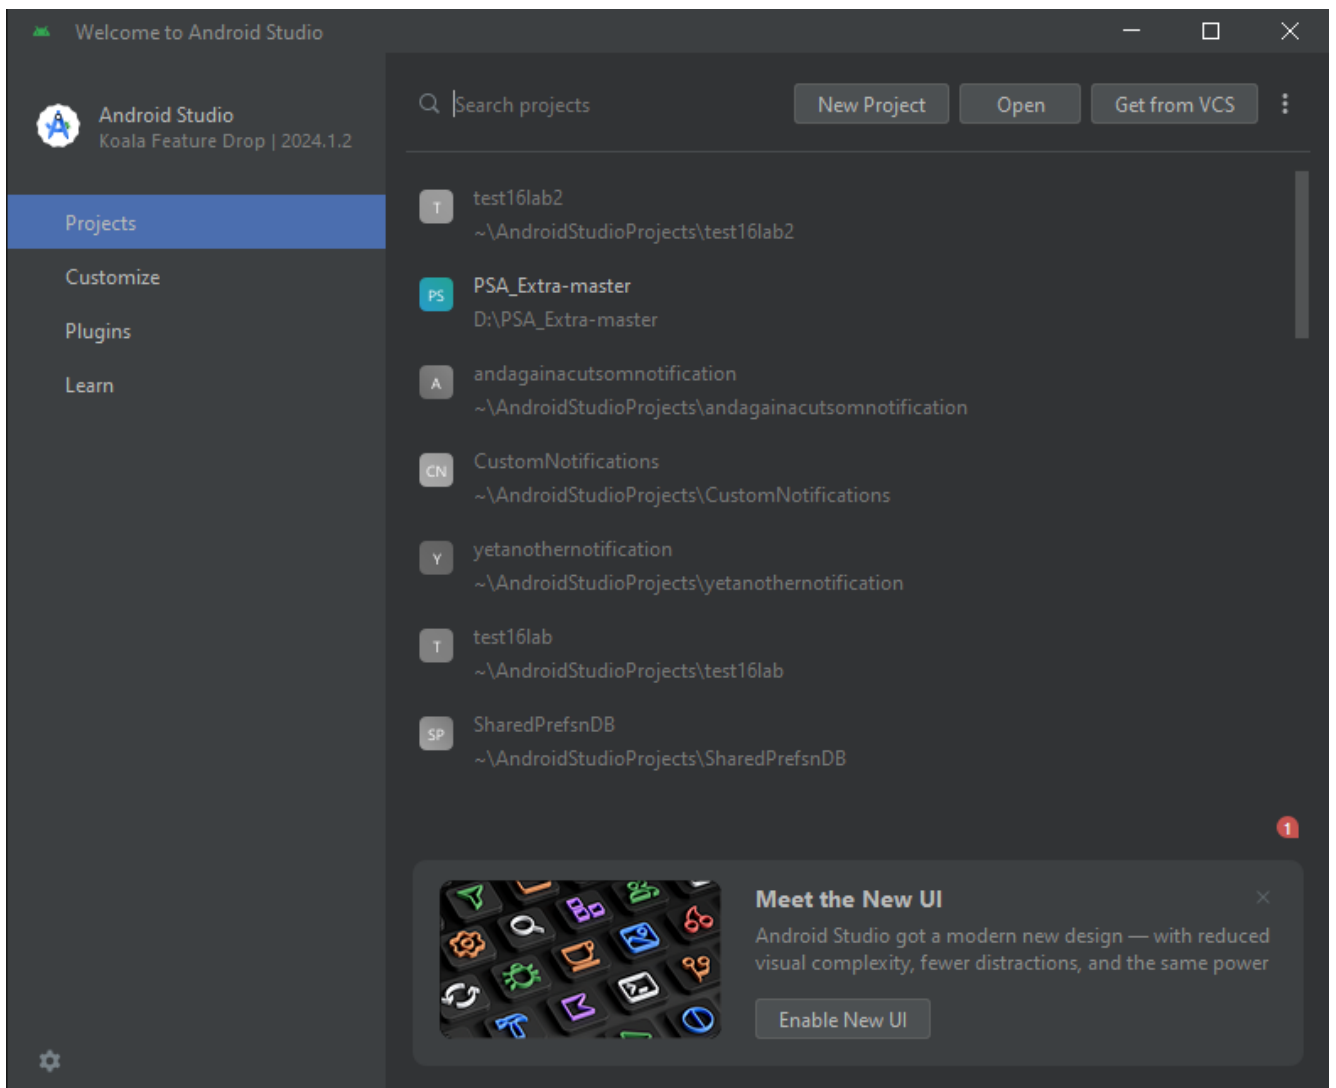 Welcome to Android Studio
Android Studio
Koala Feature Drop | 2024.1.2
Projects
Customize
Plugins
Learn
Search projects
New Project
Open
Get from VCS
T
test16lab2
~\AndroidStudioProjects\test16lab2
PS
PSA_Extra-master
D:\PSA_Extra-master
A
andagainacutsomnotification
~\AndroidStudioProjects\andagainacutsomnotification
CN
CustomNotifications
~\AndroidStudioProjects\CustomNotifications
Y
yetanothernotification
~\AndroidStudioProjects\yetanothernotification
T
test16lab
~\AndroidStudioProjects\test16lab
SP
SharedPrefsnDB
~\AndroidStudioProjects\SharedPrefsnDB
1
Meet the New UI
Android Studio got a modern new design — with reduced
visual complexity, fewer distractions, and the same power
Enable New UI